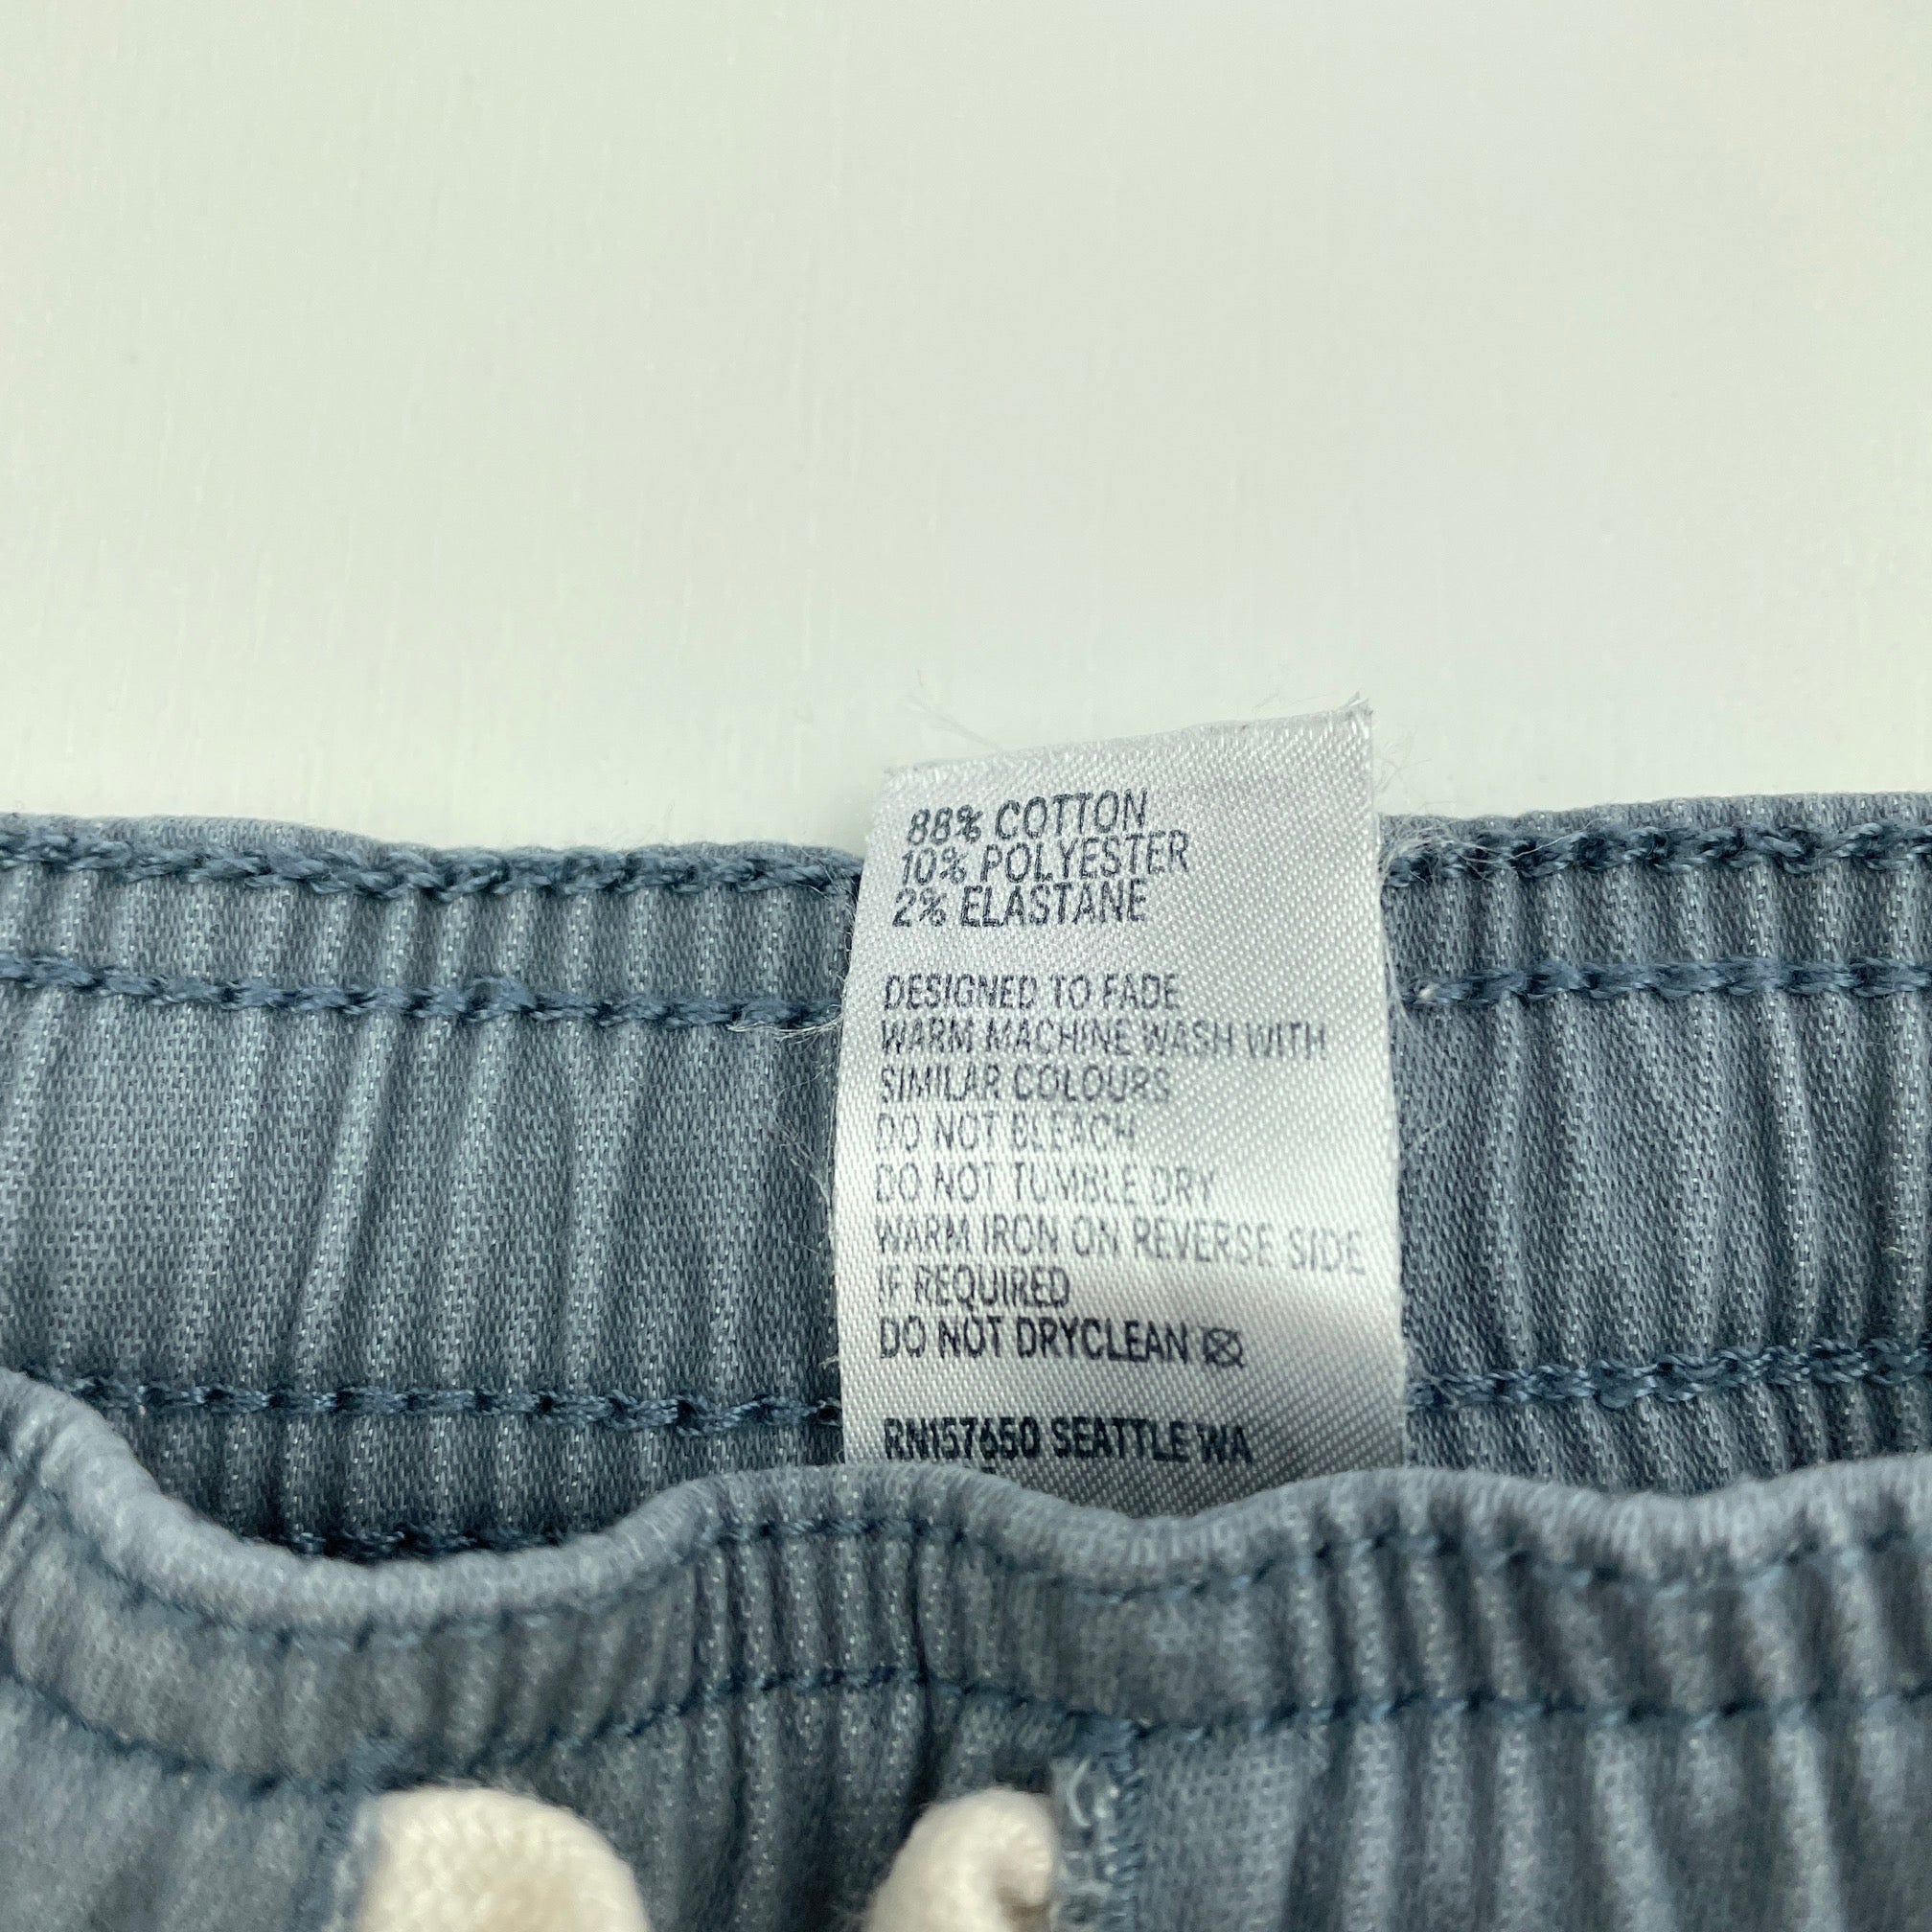 88% COTTON
10% POLYESTER
2% ELASTANE
DESIGNED TO FADE
WARM MACHINE WASH WITH
SIMILAR COLOURS
DO NOT BLEACH
DO NOT TUMBLE DRY
WARM IRON ON REVERSE SIDE
IF REQUIRED
DO NOT DRYCLEAN
RN157650 SEATTLE WA